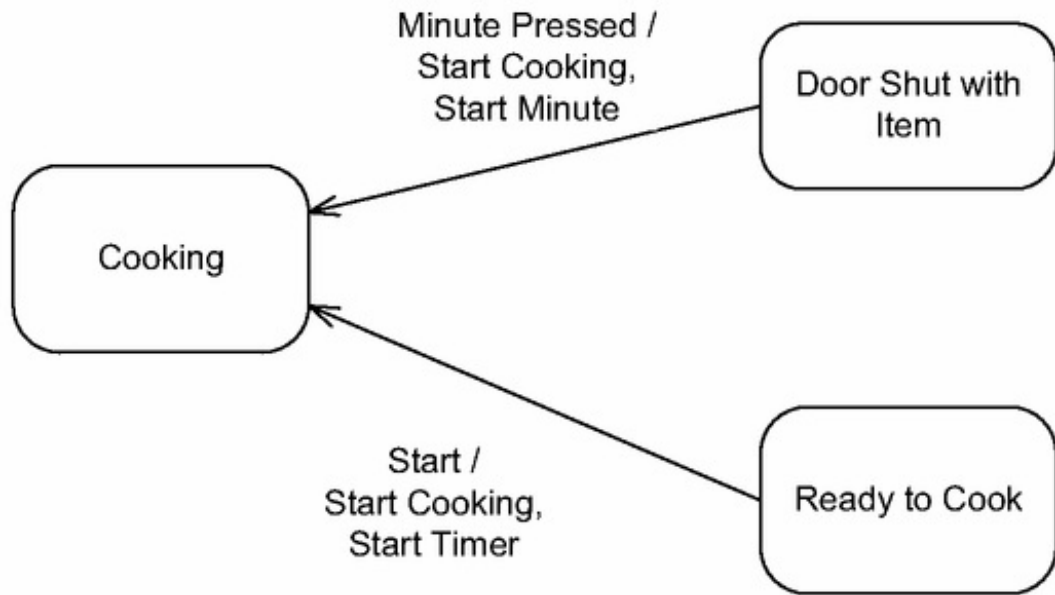 Minute Pressed /
Start Cooking,
Start Minute
Door Shut with
Item
Cooking
Start /
Start Cooking,
Start Timer
Ready to Cook